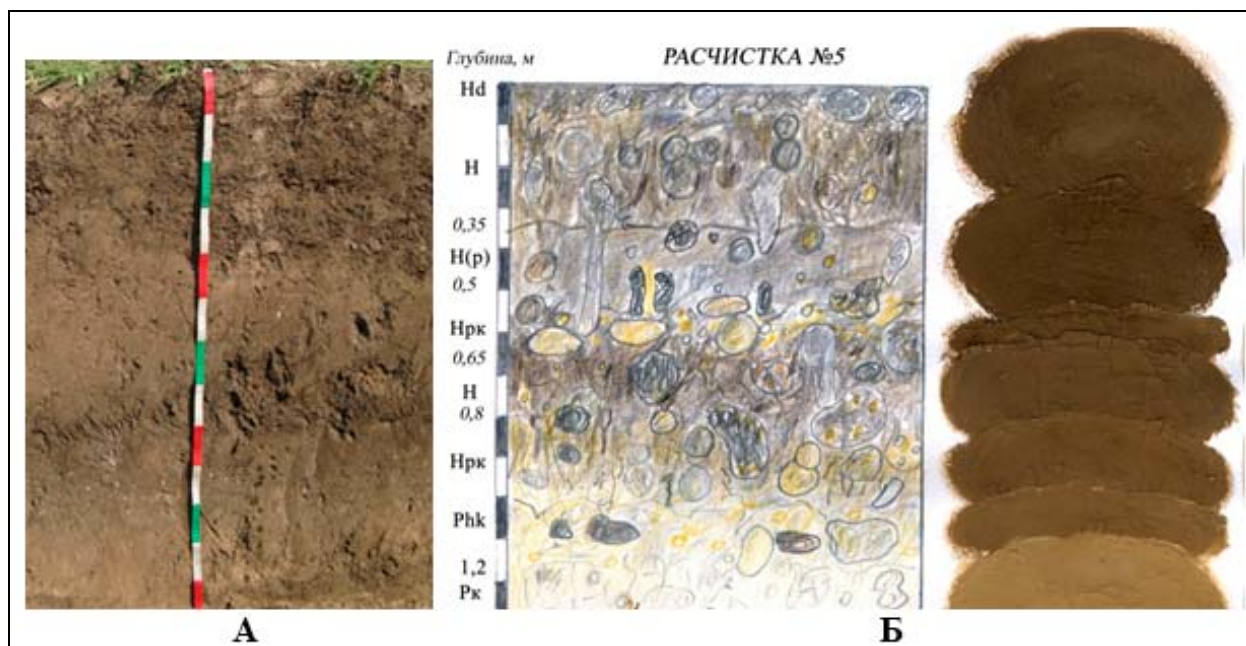 Глубина, м
РАСЧИСТКА №5
Hd
H
0,35
H(p)
0,5
Hpк
0,65
H
0,8
Hpк
Phk
1,2
Pк
А
Б